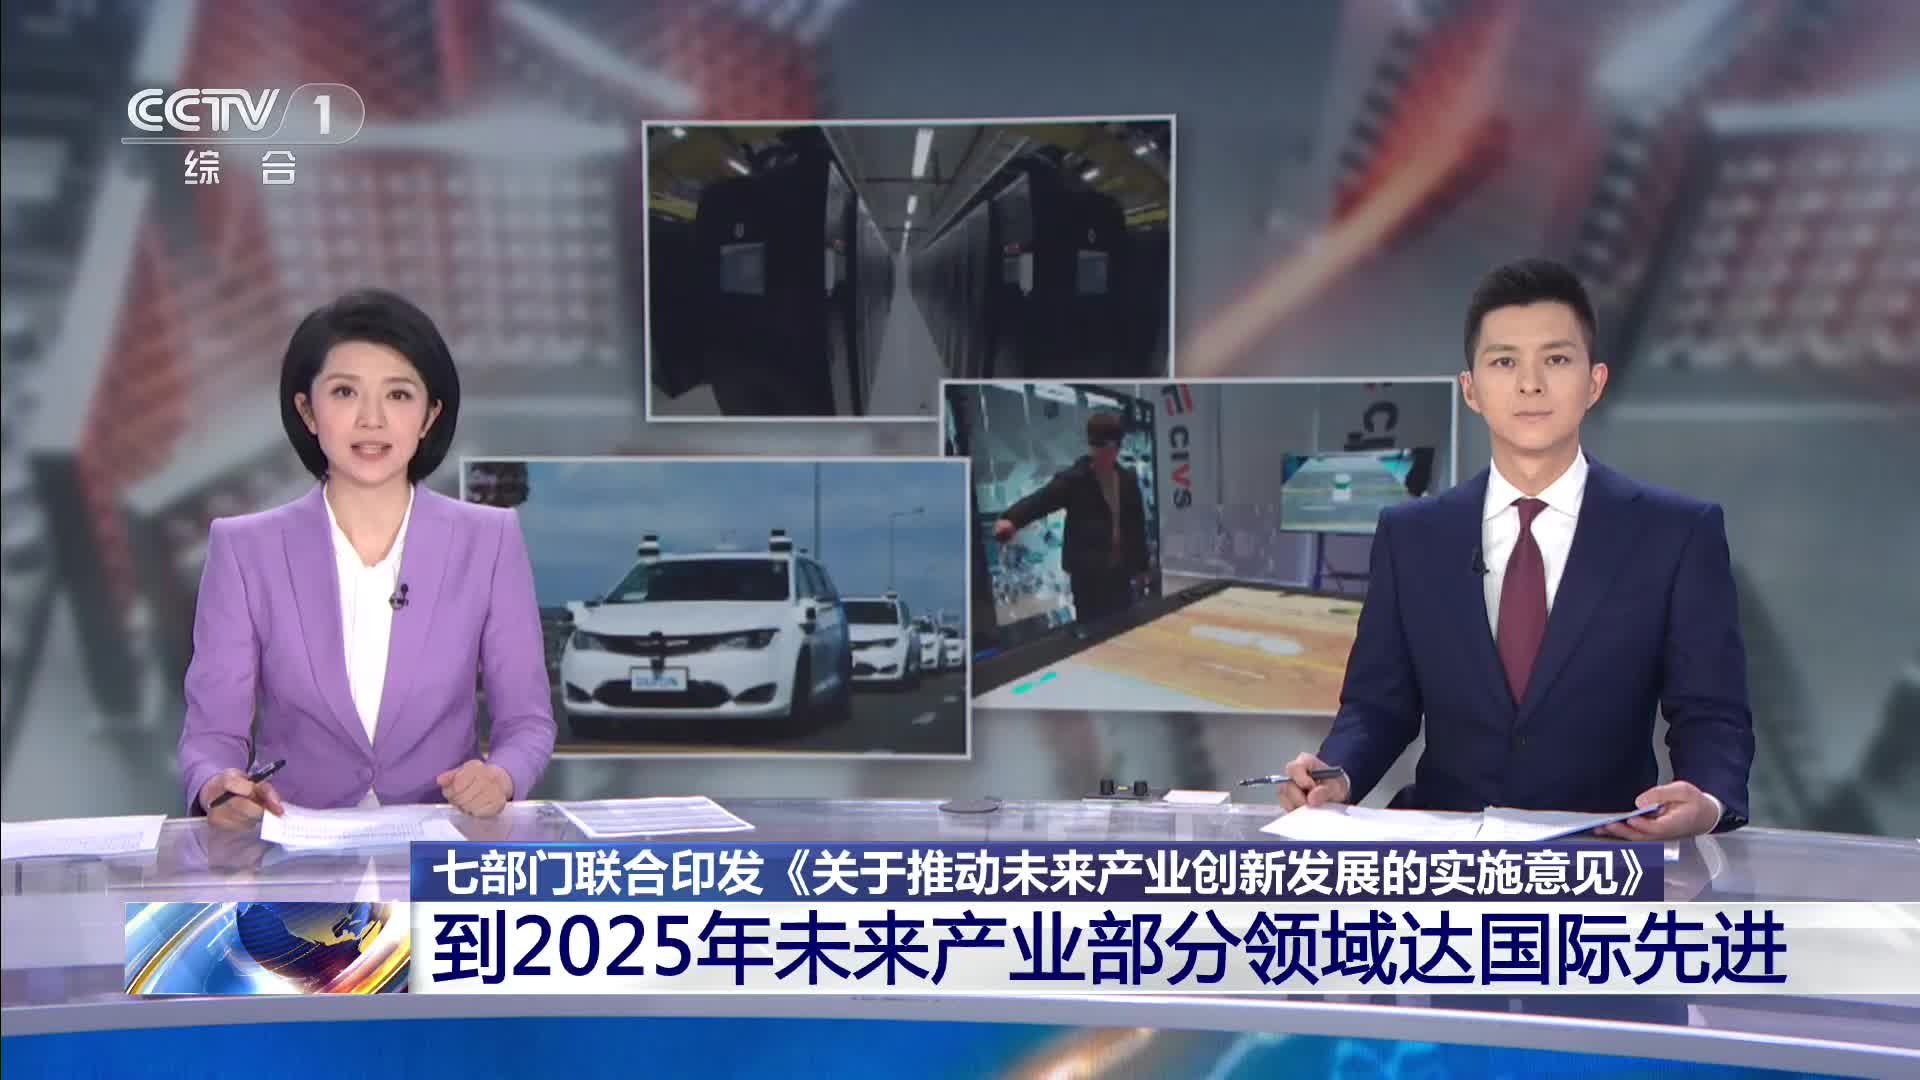 CCTV 1
综合
CIVS
七部门联合印发《关于推动未来产业创新发展的实施意见》
到2025年未来产业部分领域达国际先进